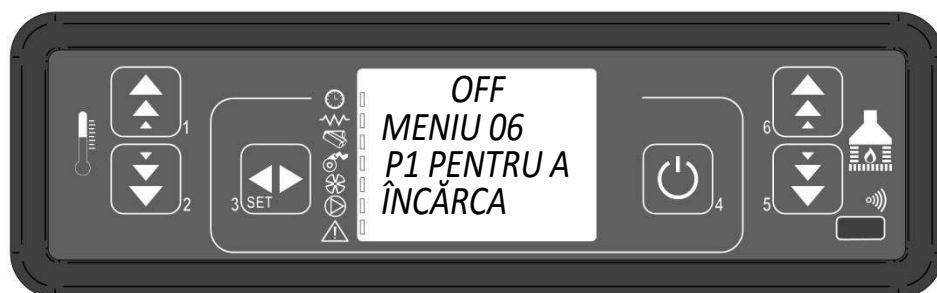 OFF
MENIU 06
P1 PENTRU A
ÎNCĂRCA
1
2
3 SET
4
6
5